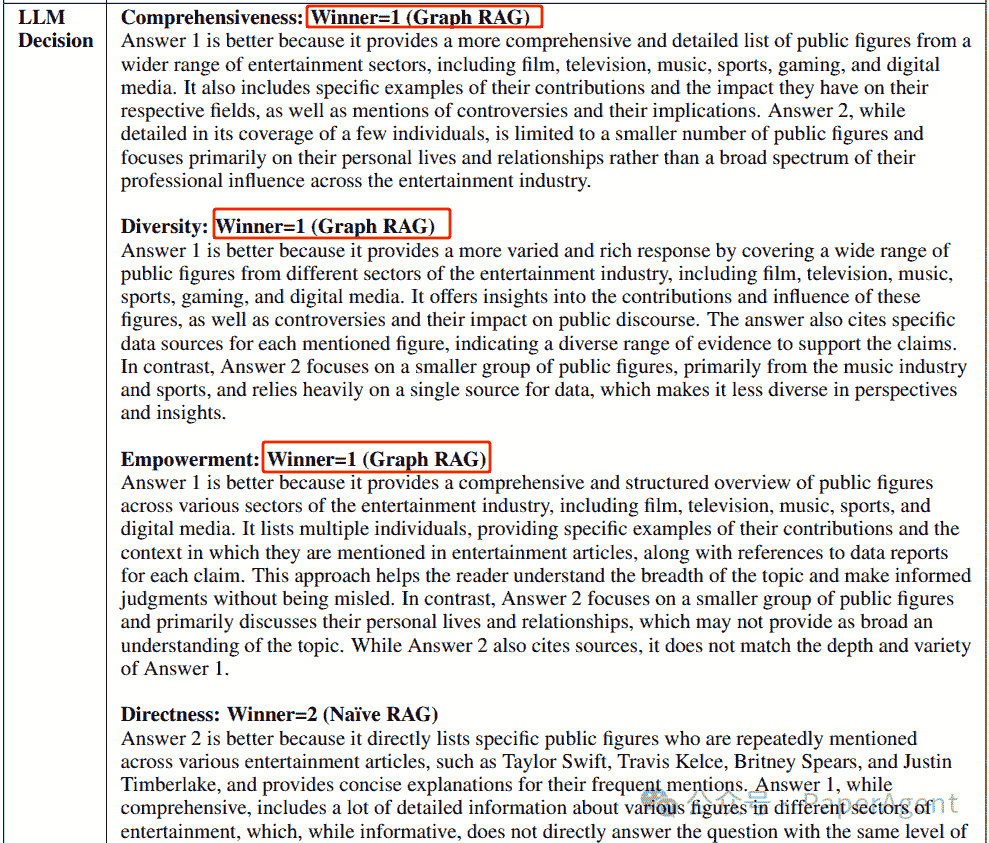 LLM
Decision
Comprehensiveness: Winner=1 (Graph RAG)
Answer 1 is better because it provides a more comprehensive and detailed list of public figures from a
wider range of entertainment sectors, including film, television, music, sports, gaming, and digital
media. It also includes specific examples of their contributions and the impact they have on their
respective fields, as well as mentions of controversies and their implications. Answer 2, while
detailed in its coverage of a few individuals, is limited to a smaller number of public figures and
focuses primarily on their personal lives and relationships rather than a broad spectrum of their
professional influence across the entertainment industry.
Diversity: Winner=1 (Graph RAG)
Answer 1 is better because it provides a more varied and rich response by covering a wide range of
public figures from different sectors of the entertainment industry, including film, television, music,
sports, gaming, and digital media. It offers insights into the contributions and influence of these
figures, as well as controversies and their impact on public discourse. The answer also cites specific
data sources for each mentioned figure, indicating a diverse range of evidence to support the claims.
In contrast, Answer 2 focuses on a smaller group of public figures, primarily from the music industry
and sports, and relies heavily on a single source for data, which makes it less diverse in perspectives
and insights.
Empowerment: Winner=1 (Graph RAG)
Answer 1 is better because it provides a comprehensive and structured overview of public figures
across various sectors of the entertainment industry, including film, television, music, sports, and
digital media. It lists multiple individuals, providing specific examples of their contributions and the
context in which they are mentioned in entertainment articles, along with references to data reports
for each claim. This approach helps the reader understand the breadth of the topic and make informed
judgments without being misled. In contrast, Answer 2 focuses on a smaller group of public figures
and primarily discusses their personal lives and relationships, which may not provide as broad an
understanding of the topic. While Answer 2 also cites sources, it does not match the depth and variety
of Answer 1.
Directness: Winner=2 (Naïve RAG)
Answer 2 is better because it directly lists specific public figures who are repeatedly mentioned
across various entertainment articles, such as Taylor Swift, Travis Kelce, Britney Spears, and Justin
Timberlake, and provides concise explanations for their frequent mentions. Answer 1, while
comprehensive, includes a lot of detailed information about various figures in different sectors of
entertainment, which, while informative, does not directly answer the question with the same level of
公众号 · PaperAgent